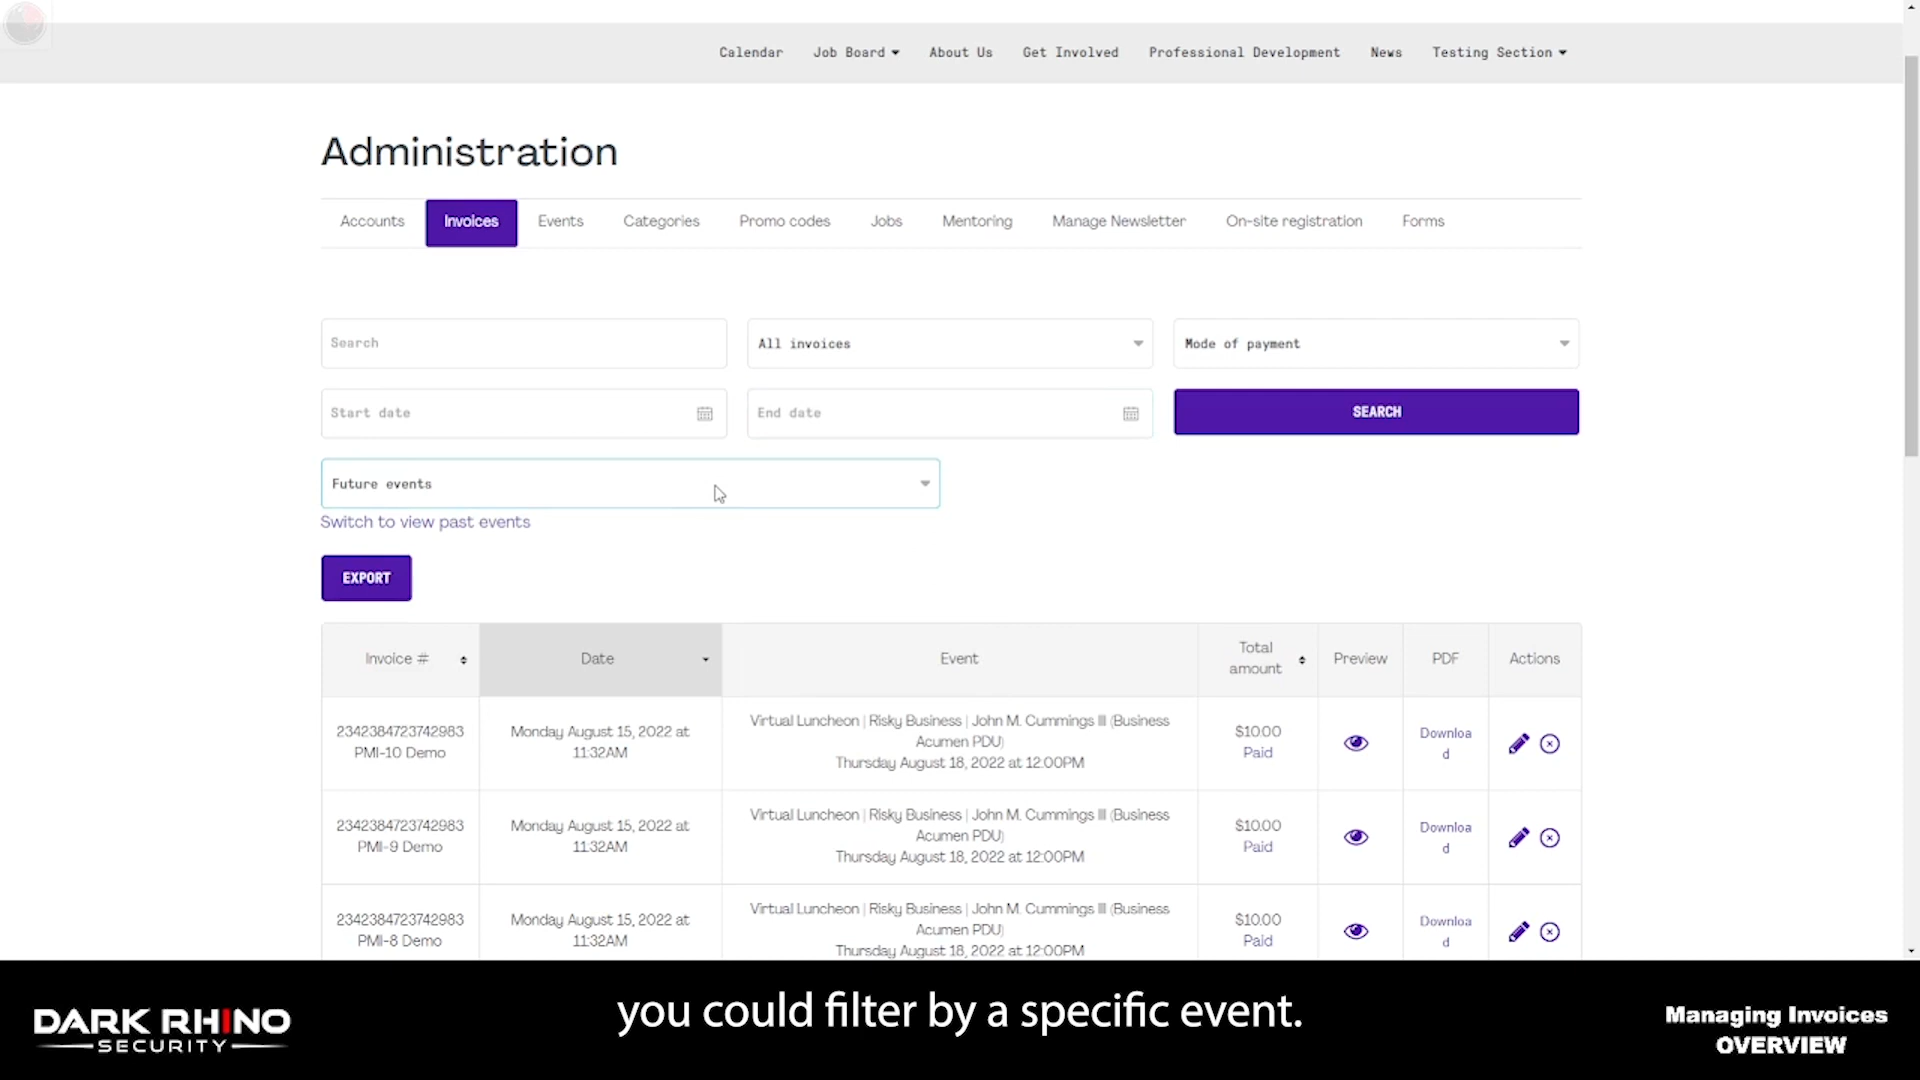 Calendar Job Board About Us Get Involved Professional Development News Testing Section
Administration
Accounts Invoices Events Categories Promo codes Jobs Mentoring Manage Newsletter On-site registration Forms
Search All invoices Mode of payment
Start date End date SEARCH
Future events
Switch to view past events
EXPORT
Invoice # Date Event Total amount Preview PDF Actions
2342384723742983 Monday August 15, 2022 at Virtual Luncheon | Risky Business | John M. Cummings III (Business $10.00 Downloa
PMI-10 Demo 11:32AM Acumen PDU) Paid d
Thursday August 18, 2022 at 12:00PM
2342384723742983 Monday August 15, 2022 at Virtual Luncheon | Risky Business | John M. Cummings III (Business $10.00 Downloa
PMI-9 Demo 11:32AM Acumen PDU) Paid d
Thursday August 18, 2022 at 12:00PM
2342384723742983 Monday August 15, 2022 at Virtual Luncheon | Risky Business | John M. Cummings III (Business $10.00 Downloa
PMI-8 Demo 11:32AM Acumen PDU) Paid d
Thursday August 18, 2022 at 12:00PM
DARK RHINO
SECURITY
you could filter by a specific event.
Managing Invoices
OVERVIEW